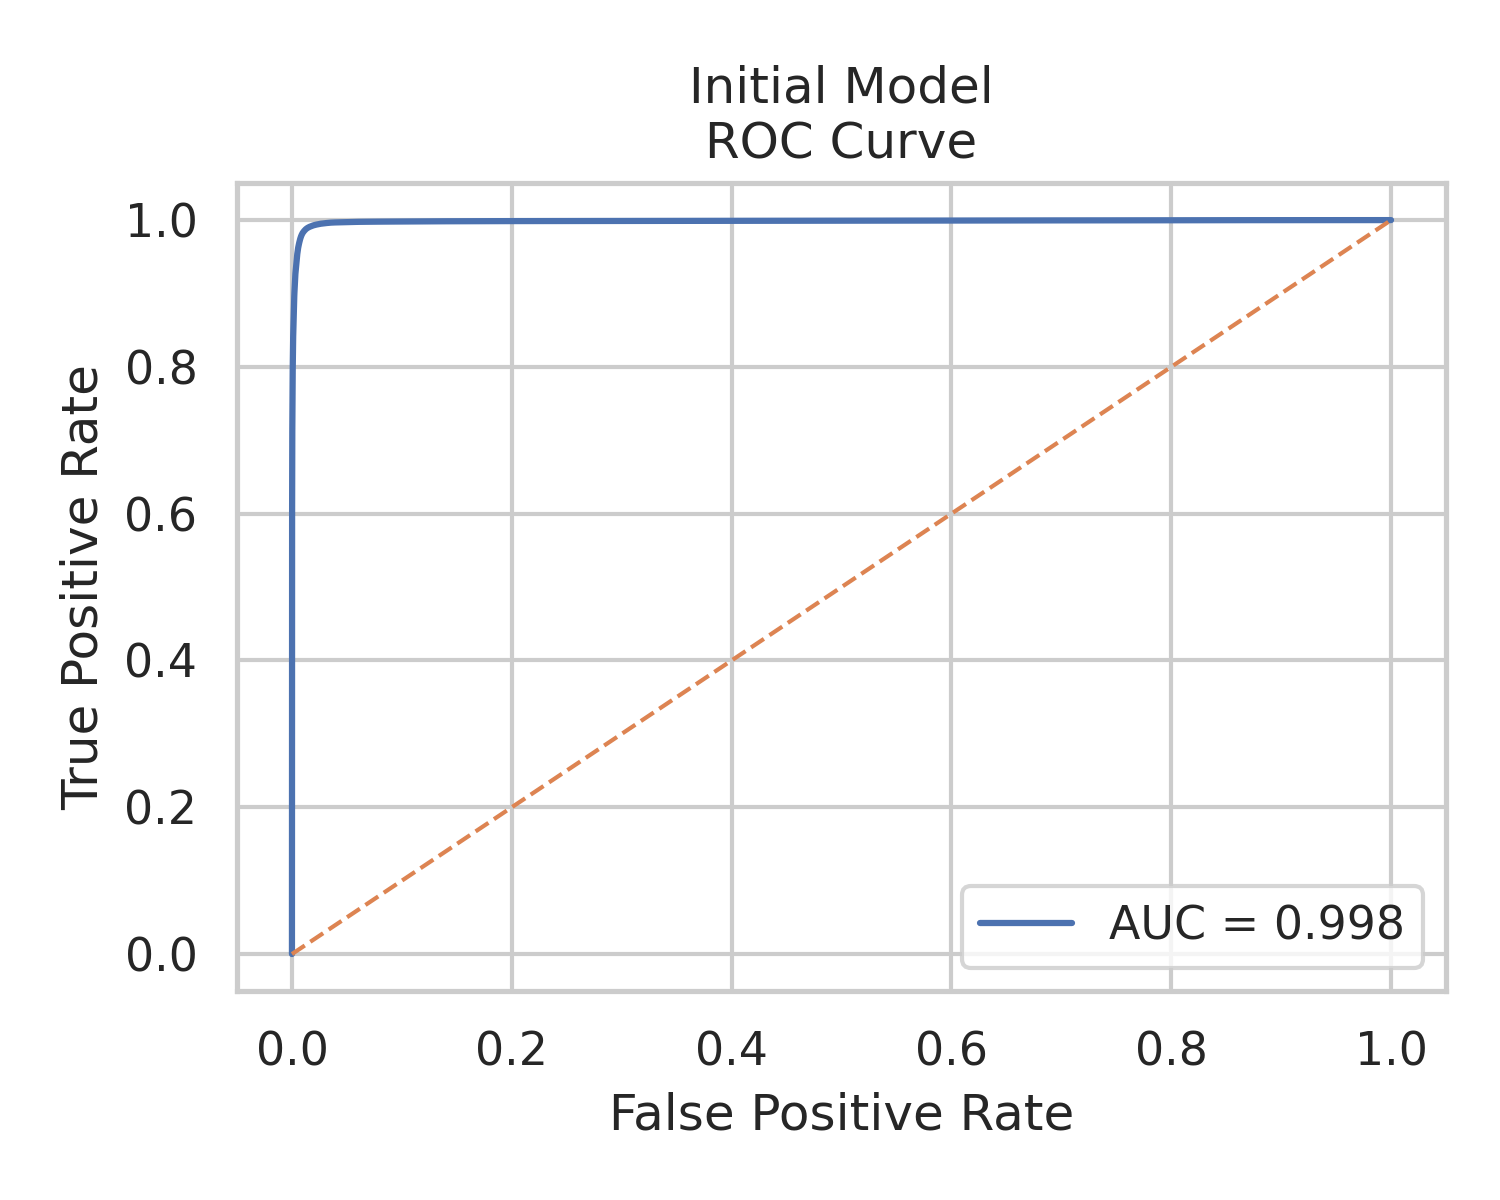 Initial Model
ROC Curve
1.0
0.8
0.6
0.4
0.2
0.0
True Positive Rate
AUC = 0.998
0.0 0.2 0.4 0.6 0.8 1.0
False Positive Rate